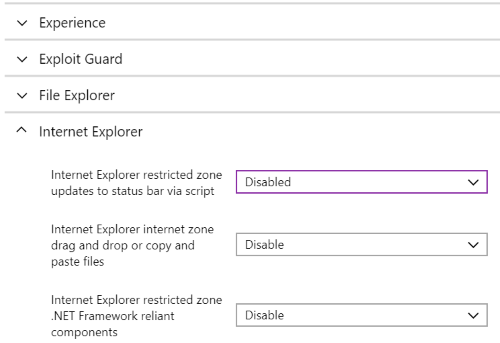 Experience
Exploit Guard
File Explorer
Internet Explorer
Internet Explorer restricted zone
updates to status bar via script
Disabled
Internet Explorer internet zone
drag and drop or copy and
paste files
Disable
Internet Explorer restricted zone
.NET Framework reliant
components
Disable